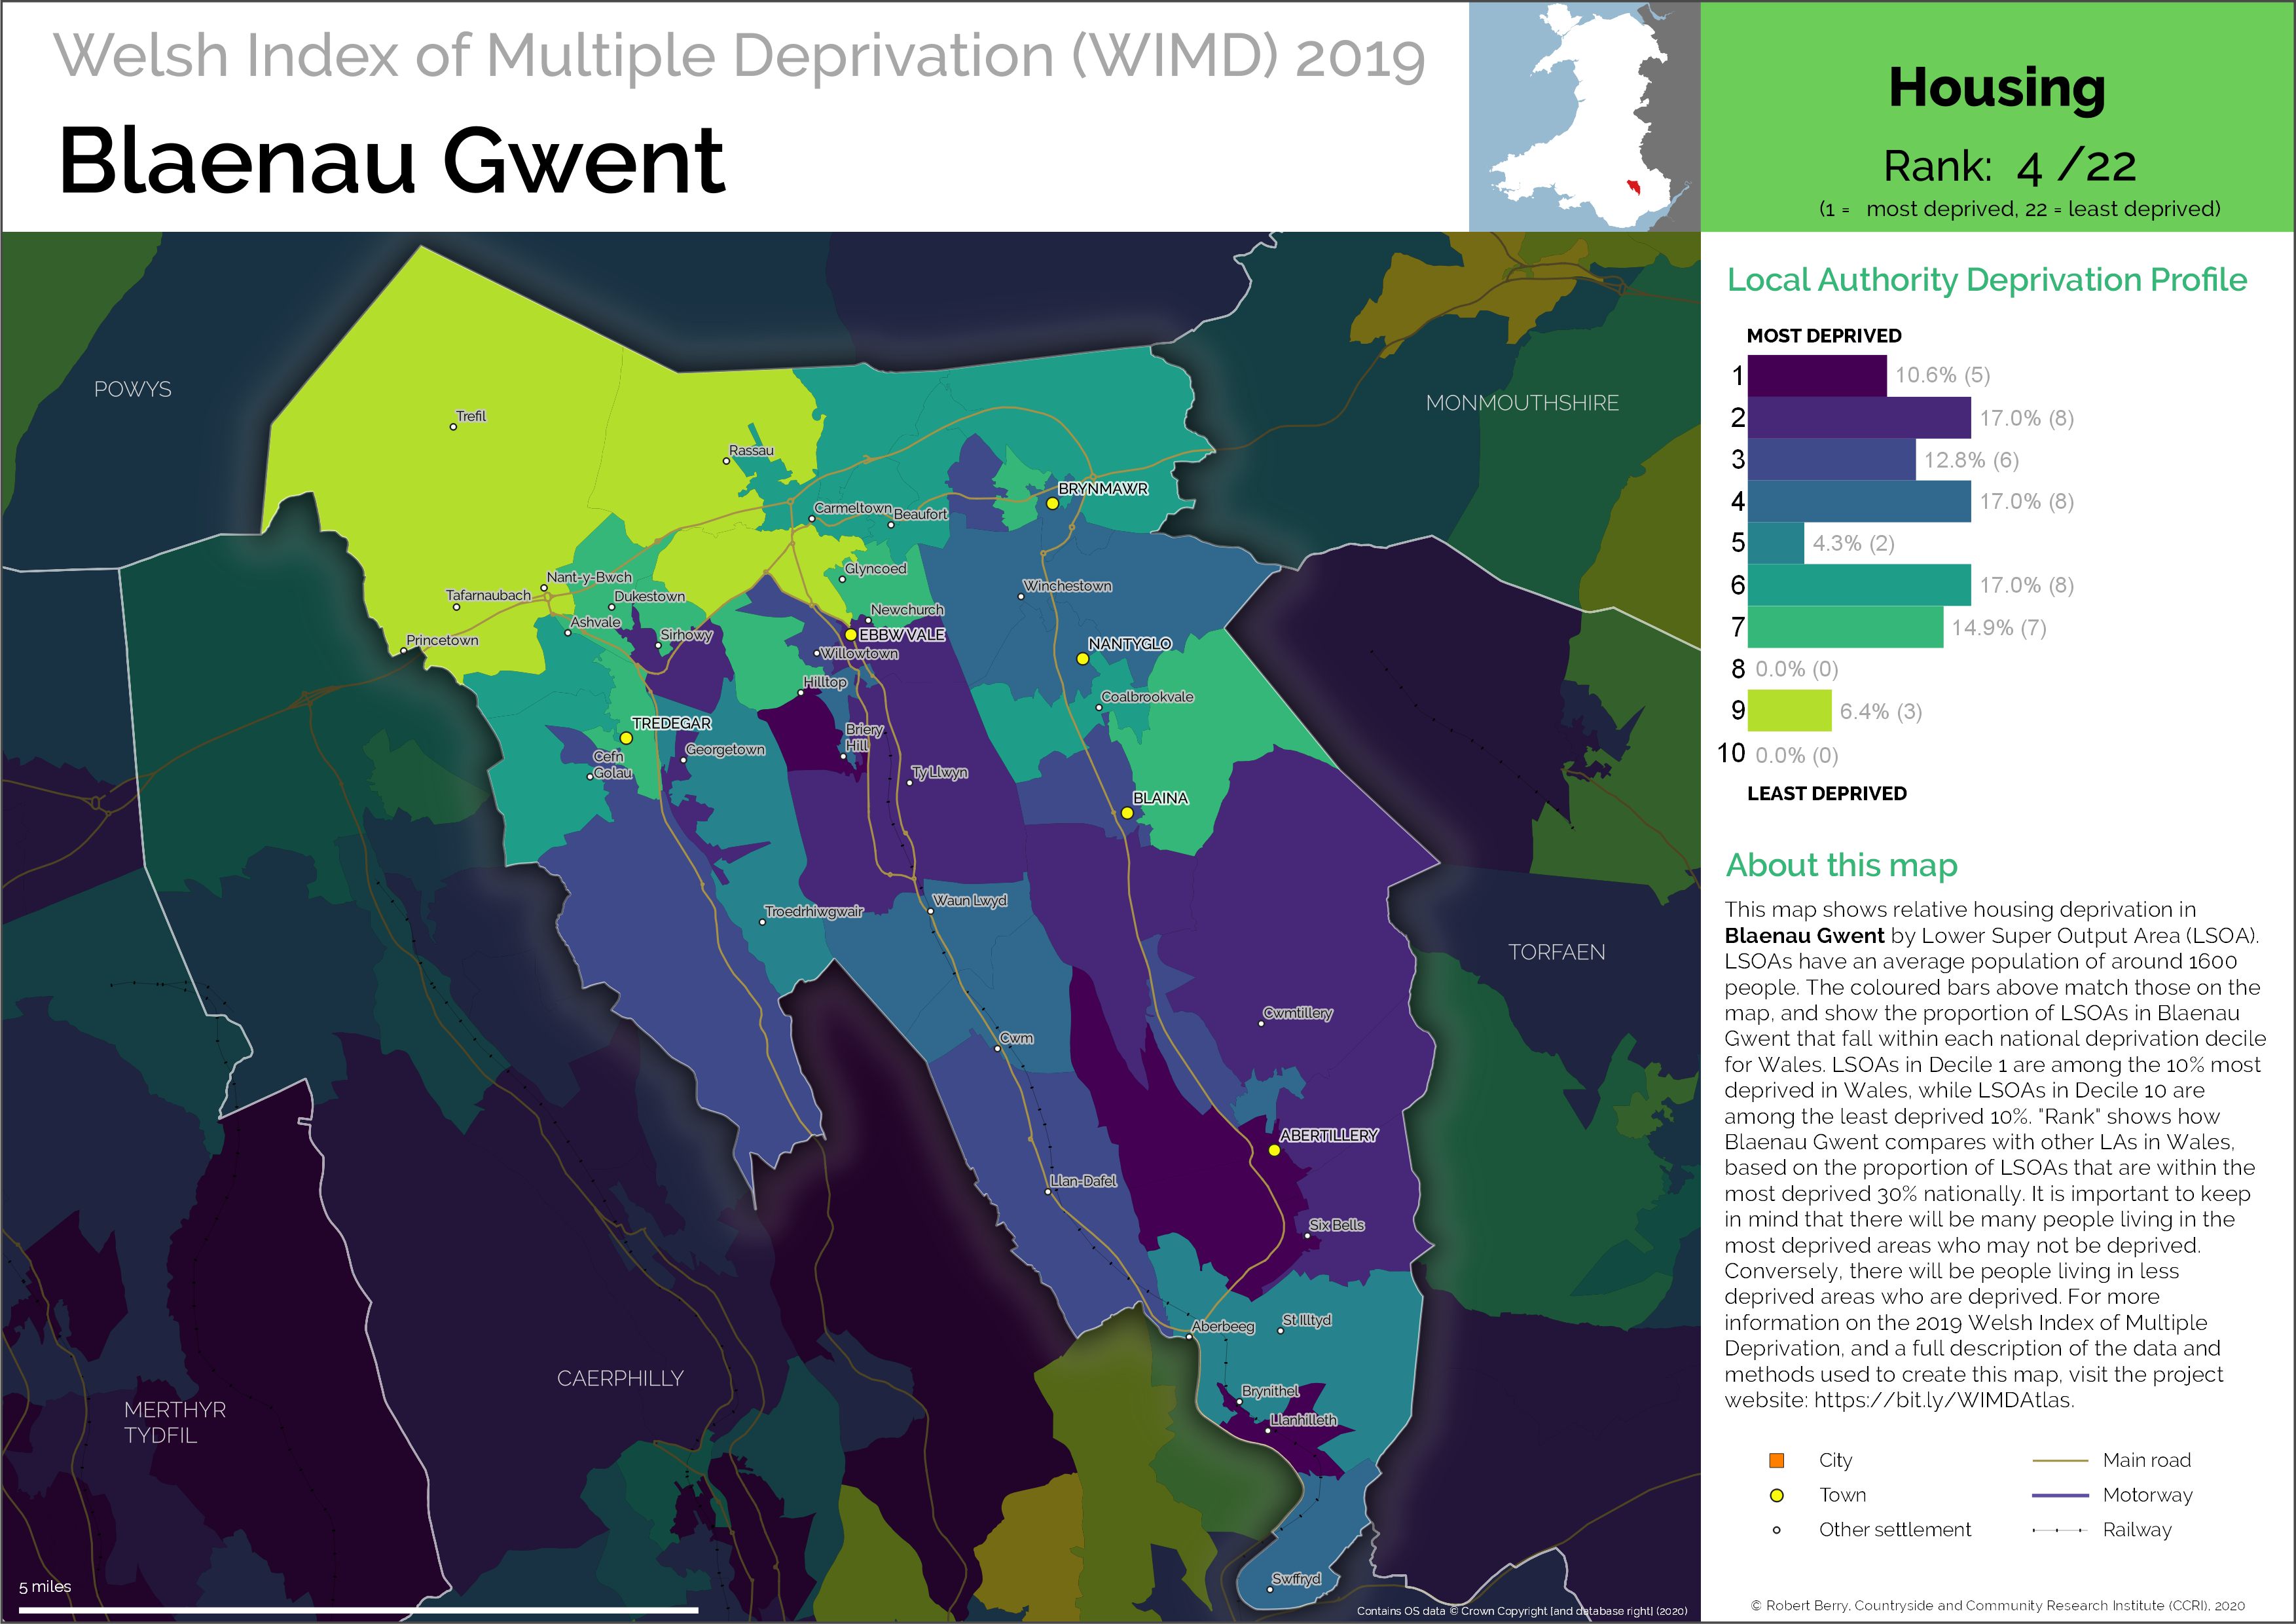 Welsh Index of Multiple Deprivation (WIMD) 2019
Blaenau Gwent
Housing
Rank: 4 /22
(1 = most deprived, 22 = least deprived)
POWYS
MONMOUTHSHIRE
Trefil
Rassau
BRYNMAWR
Carmeltown
Beaufort
Nant-y-Bwch
Glyncoed
Tafarnaubach
Dukestown
Winchestown
Newchurch
Ashvale
Sirhowy
EBBW VALE
Princetown
Willowtown
NANTYGLO
Hilltop
Coalbrookvale
TREDEGAR
Briery
Hill
Georgetown
Cefn
Golau
Ty Llwyn
BLAINA
Waun Lwyd
Troedrhiwgwair
TORFAEN
Cwmtillery
Cwm
ABERTILLERY
Llan-Dafel
Six Bells
St Illtyd
Aberbeeg
CAERPHILLY
Brynithel
MERTHYR
TYDFIL
Llanhilleth
Swffryd
5 miles
Contains OS data © Crown Copyright [and database right] (2020)
Local Authority Deprivation Profile
MOST DEPRIVED
1 10.6% (5)
2 17.0% (8)
3 12.8% (6)
4 17.0% (8)
5 4.3% (2)
6 17.0% (8)
7 14.9% (7)
8 0.0% (0)
9 6.4% (3)
10 0.0% (0)
LEAST DEPRIVED
About this map
This map shows relative housing deprivation in
Blaenau Gwent by Lower Super Output Area (LSOA).
LSOAs have an average population of around 1600
people. The coloured bars above match those on the
map, and show the proportion of LSOAs in Blaenau
Gwent that fall within each national deprivation decile
for Wales. LSOAs in Decile 1 are among the 10% most
deprived in Wales, while LSOAs in Decile 10 are
among the least deprived 10%. "Rank" shows how
Blaenau Gwent compares with other LAs in Wales,
based on the proportion of LSOAs that are within the
most deprived 30% nationally. It is important to keep
in mind that there will be many people living in the
most deprived areas who may not be deprived.
Conversely, there will be people living in less
deprived areas who are deprived. For more
information on the 2019 Welsh Index of Multiple
Deprivation, and a full description of the data and
methods used to create this map, visit the project
website: https://bit.ly/WIMDAtlas.
City
Main road
Town
Motorway
Other settlement
Railway
© Robert Berry, Countryside and Community Research Institute (CCRI), 2020